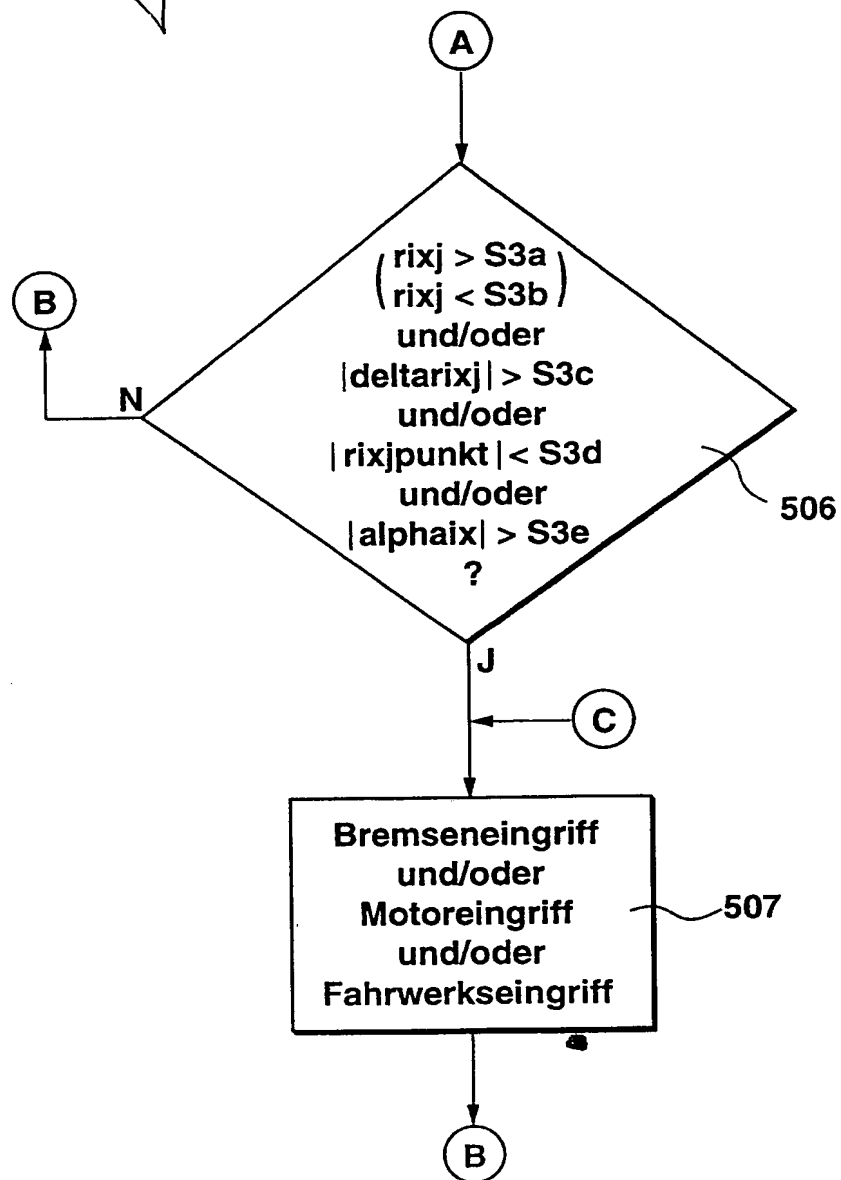 A
rixj > S3a
rixj < S3b
B
und/oder
|deltarixj| > S3c
N
und/oder
|rixjpunkt| < S3d
und/oder
506
|alphaix| > S3e
?
J
C
Bremseneingriff
und/oder
Motoreingriff
507
und/oder
Fahrwerkseingriff
B